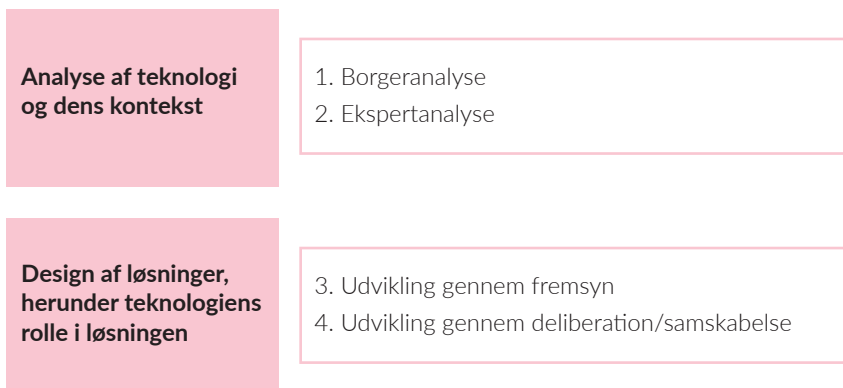 Analyse af teknologi
og dens kontekst
1. Borgeranalyse
2. Ekspertanalyse
Design af løsninger,
herunder teknologiens
rolle i løsningen
3. Udvikling gennem fremsyn
4. Udvikling gennem deliberation/samskabelse